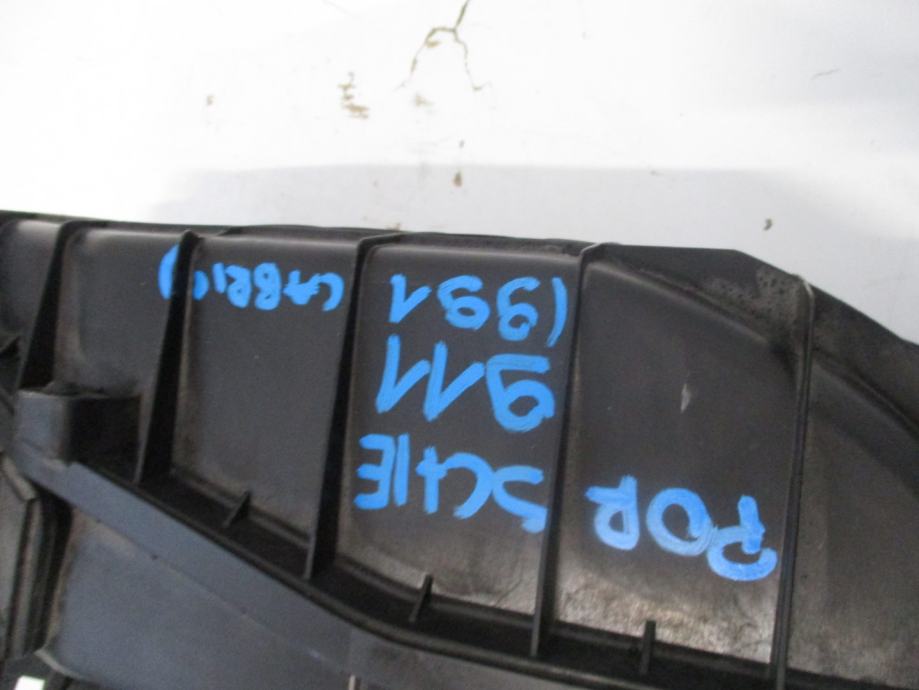 PORSCHE
911
(991 CABRIO)